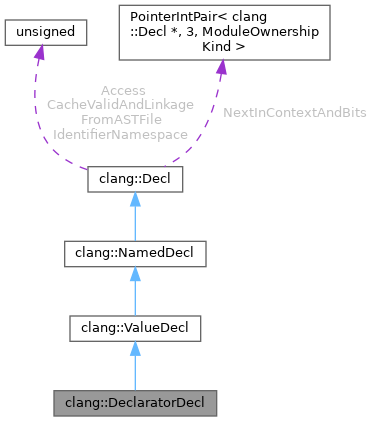 unsigned
PointerIntPair< clang
::Decl *, 3, ModuleOwnership
Kind >
Access
CacheValidAndLinkage
FromASTFile
IdentifierNamespace
NextInContextAndBits
clang::Decl
clang::NamedDecl
clang::ValueDecl
clang::DeclaratorDecl